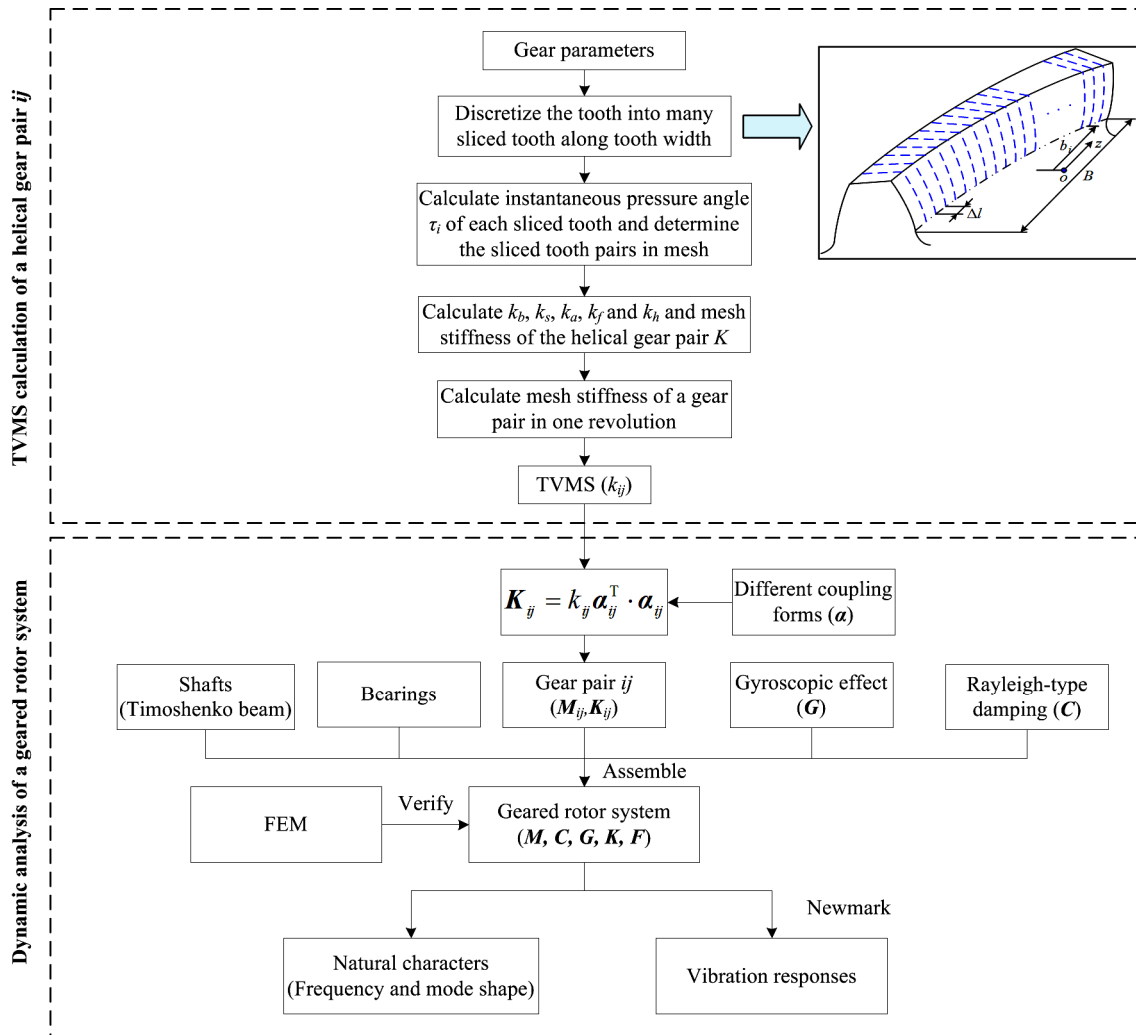 TVMS calculation of a helical gear pair ij
Gear parameters
Discretize the tooth into many
sliced tooth along tooth width
Calculate instantaneous pressure angle
τi of each sliced tooth and determine
the sliced tooth pairs in mesh
Calculate kb, ks, ka, kf and kh and mesh
stiffness of the helical gear pair K
Calculate mesh stiffness of a gear
pair in one revolution
TVMS (kij)
bi
z
o
B
Δl
...
Dynamic analysis of a geared rotor system
Kij = kij αijT · αij
Different coupling
forms (α)
Shafts
(Timoshenko beam)
Bearings
Gear pair ij
(Mij,Kij)
Gyroscopic effect
(G)
Rayleigh-type
damping (C)
Assemble
FEM
Verify
Geared rotor system
(M, C, G, K, F)
Newmark
Natural characters
(Frequency and mode shape)
Vibration responses